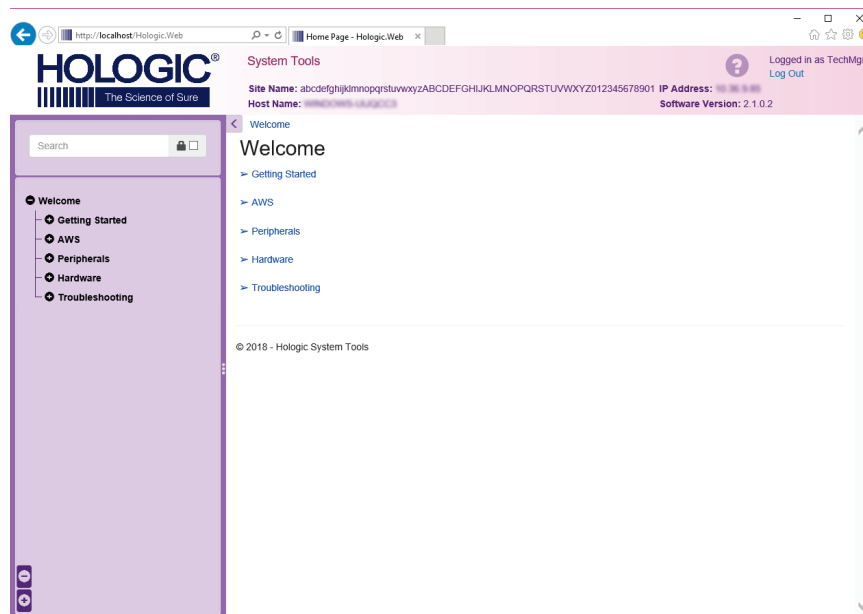 http://localhost/Hologic.Web
Home Page - Hologic.Web
HOLOGIC®
The Science of Sure
System Tools
Logged in as TechMgr
Log Out
Site Name: abcdefghijklmnopqrstuvwxyzABCDEFGHIJKLMNOPQRSTUVWXYZ012345678901 IP Address:
Host Name: Software Version: 2.1.0.2
Search
Welcome
Welcome
➢ Getting Started
➢ AWS
➢ Peripherals
➢ Hardware
➢ Troubleshooting
© 2018 - Hologic System Tools
Welcome
Getting Started
AWS
Peripherals
Hardware
Troubleshooting